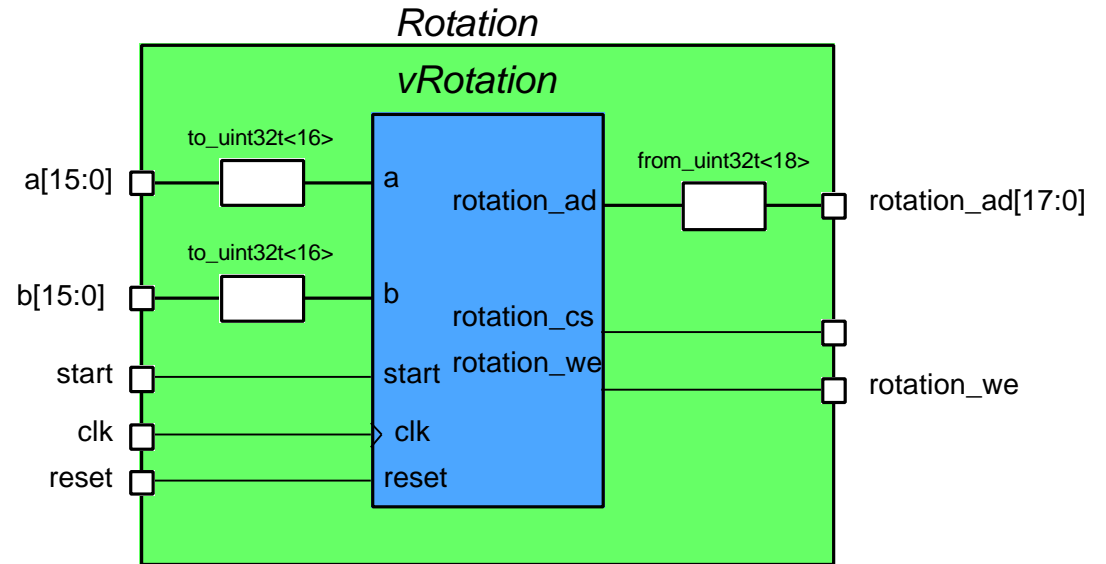 Rotation
vRotation
to_uint32t<16>
a[15:0]
a
from_uint32t<18>
rotation_ad
rotation_ad[17:0]
to_uint32t<16>
b[15:0]
b
rotation_cs
start
start
rotation_we
rotation_we
clk
clk
reset
reset